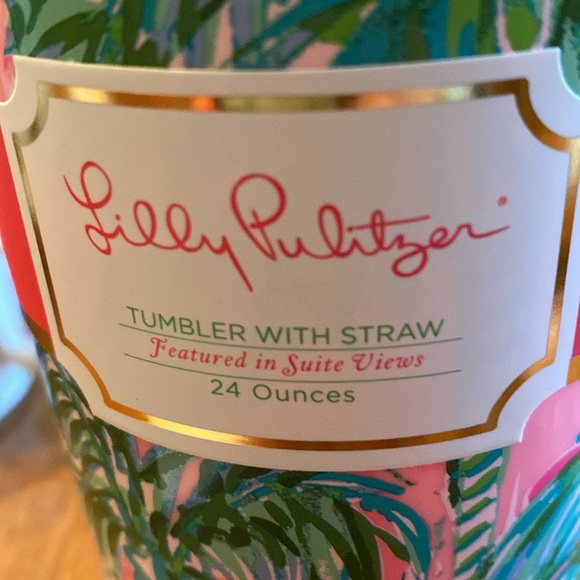 Lilly Pulitzer®
TUMBLER WITH STRAW
Featured in Suite Views
24 Ounces